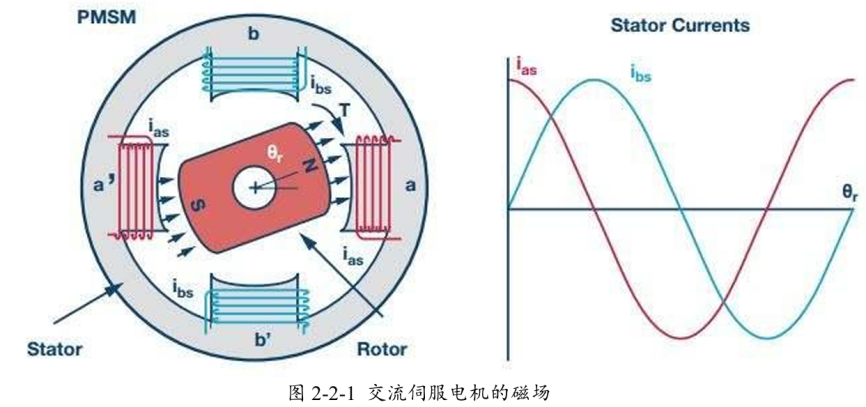 PMSM
b
ibs
T
ias
θr
N
a'
a
S
ias
ibs
b'
Stator
Rotor
Stator Currents
ias
ibs
θr
图 2-2-1 交流伺服电机的磁场